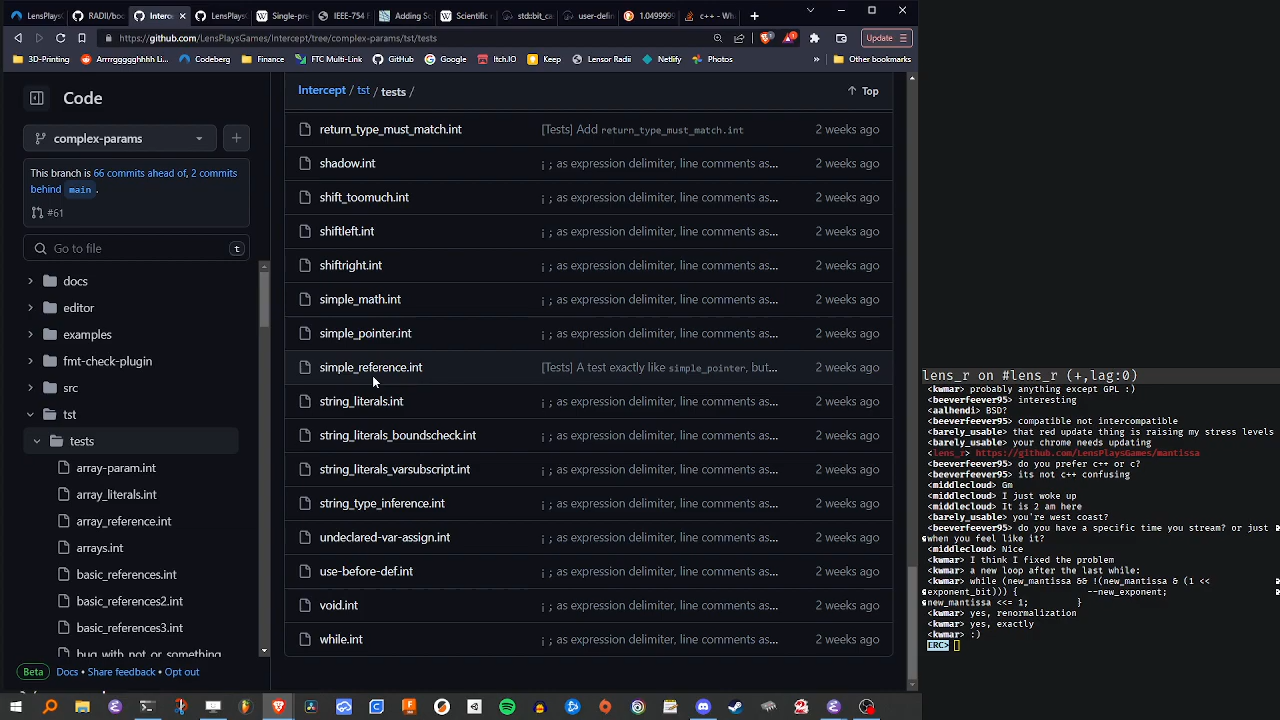 LensPlaysG
RADII/boo
Interc
LensPlays
Single-pre
IEEE-754 F
Adding Sc
Scientific
std::bit_ca
user-defin
1.0499999
c++ - Wh
https://github.com/LensPlaysGames/intercept/tree/complex-params/tst/tests
Update
3D-Printing
Arrrrggggghhhh Li...
Codeberg
Finance
FTC Multi-Link
GitHub
Google
Itch.IO
Keep
Lensor Radii
Netlify
Photos
»
Other bookmarks
Code
Intercept / tst / tests /
Top
complex-params
This branch is 66 commits ahead of, 2 commits
behind main .
#61
Go to file
t
docs
editor
examples
fmt-check-plugin
src
tst
tests
array-param.int
array_literals.int
array_reference.int
arrays.int
basic_references.int
basic_references2.int
basic_references3.int
bug_with_not_or_something
Beta Docs · Share feedback · Opt out
return_type_must_match.int [Tests] Add return_type_must_match.int 2 weeks ago
shadow.int ¡ ; as expression delimiter, line comments as... 2 weeks ago
shift_toomuch.int ¡ ; as expression delimiter, line comments as... 2 weeks ago
shiftleft.int ¡ ; as expression delimiter, line comments as... 2 weeks ago
shiftright.int ¡ ; as expression delimiter, line comments as... 2 weeks ago
simple_math.int ¡ ; as expression delimiter, line comments as... 2 weeks ago
simple_pointer.int ¡ ; as expression delimiter, line comments as... 2 weeks ago
simple_reference.int [Tests] A test exactly like simple_pointer, but... 2 weeks ago
string_literals.int ¡ ; as expression delimiter, line comments as... 2 weeks ago
string_literals_boundscheck.int ¡ ; as expression delimiter, line comments as... 2 weeks ago
string_literals_varsubscript.int ¡ ; as expression delimiter, line comments as... 2 weeks ago
string_type_inference.int ¡ ; as expression delimiter, line comments as... 2 weeks ago
undeclared-var-assign.int ¡ ; as expression delimiter, line comments as... 2 weeks ago
use-before-def.int ¡ ; as expression delimiter, line comments as... 2 weeks ago
void.int ¡ ; as expression delimiter, line comments as... 2 weeks ago
while.int ¡ ; as expression delimiter, line comments as... 2 weeks ago
lens_r on #lens_r (+,lag:0)
<kwmar> probably anything except GPL :)
<beeverfeever95> interesting
<aalhendi> BSD?
<beeverfeever95> compatible not intercompatible
<barely_usable> that red update thing is raising my stress levels
<barely_usable> your chrome needs updating
<lens_r> https://github.com/LensPlaysGames/mantissa
<beeverfeever95> do you prefer c++ or c?
<beeverfeever95> its not c++ confusing
<middlecloud> Gm
<middlecloud> I just woke up
<middlecloud> It is 2 am here
<barely_usable> you're west coast?
<beeverfeever95> do you have a specific time you stream? or just
when you feel like it?
<middlecloud> Nice
<kwmar> I think I fixed the problem
<kwmar> a new loop after the last while:
<kwmar> while (new_mantissa && !(new_mantissa & (1 <<
exponent_bit))) { --new_exponent;
new_mantissa <<= 1; }
<kwmar> yes, renormalization
<kwmar> yes, exactly
<kwmar> :)
ERC>